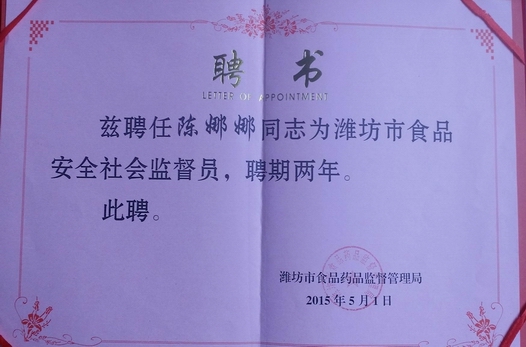 聘 书
LETTER OF APPOINTMENT
兹聘任陈娜娜同志为潍坊市食品
安全社会监督员，聘期两年。
此聘。
潍坊市食品药品监督管理局
2015年5月1日